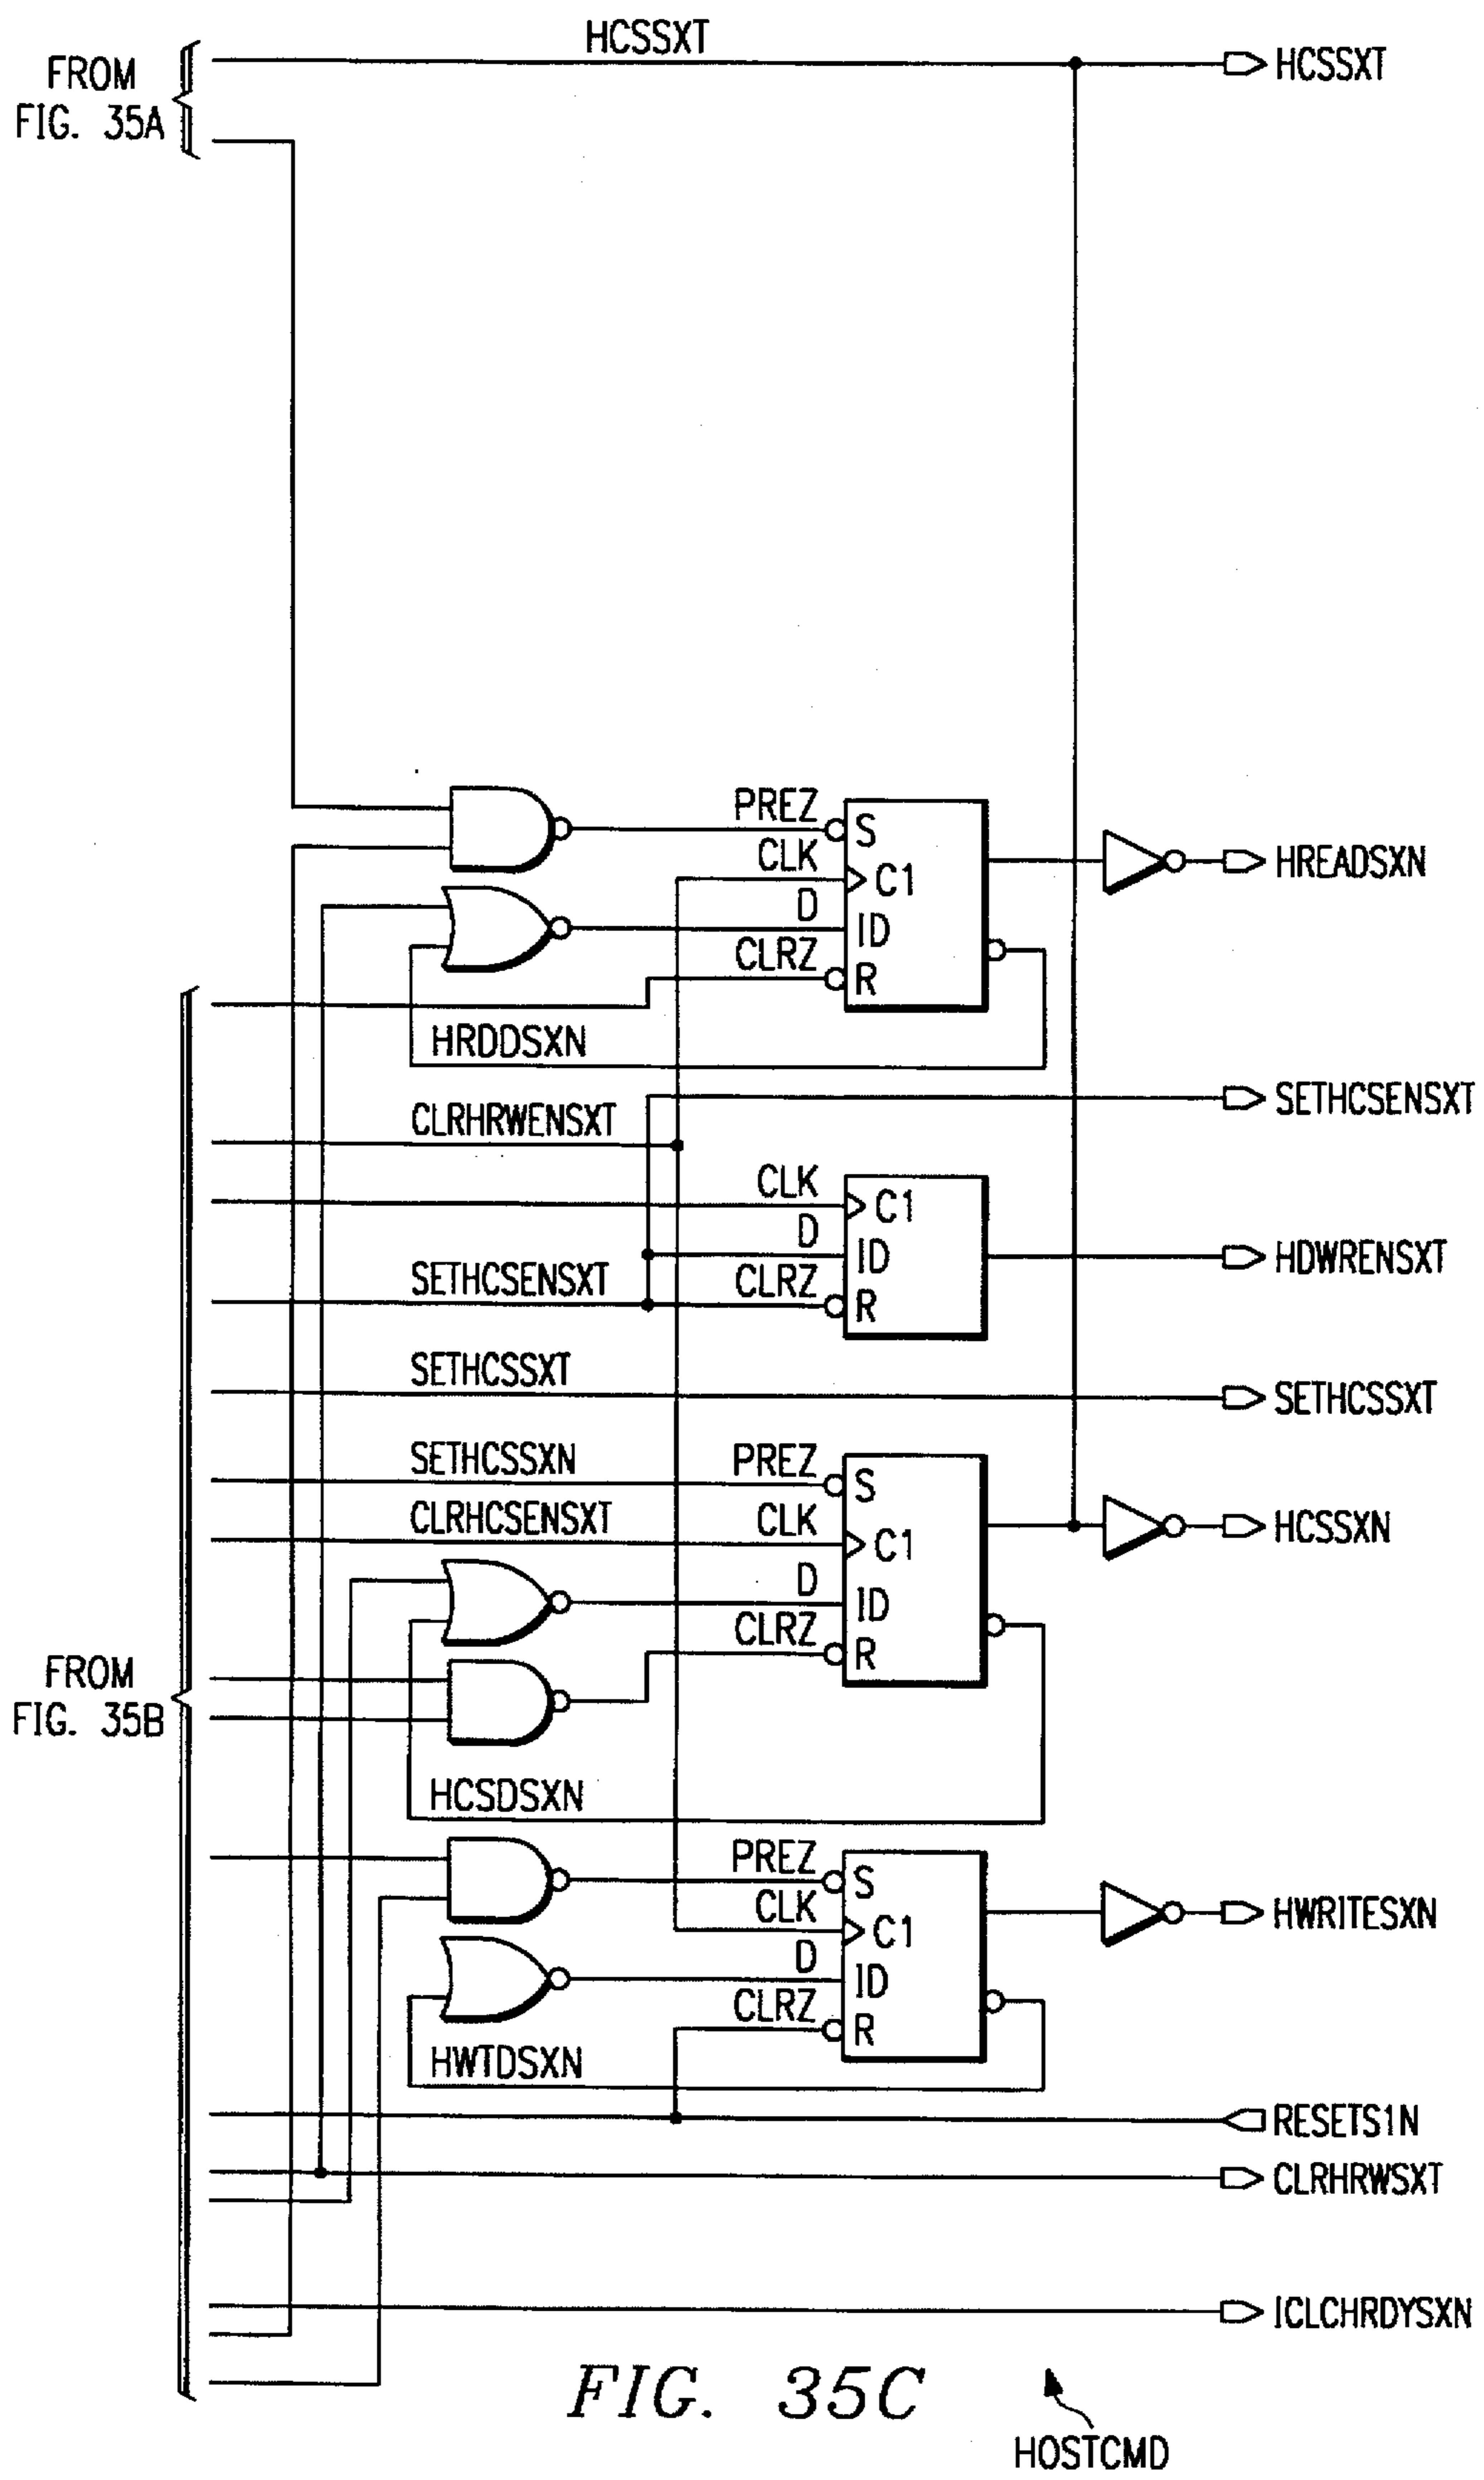 HCSSXT
HCSSXT
FROM
FIG. 35A
PREZ
S
CLK
C1
HREADSXN
D
ID
CLRZ
R
HRDDSXN
SETHCSENSXT
CLRHRWENSXT
CLK
C1
D
ID
HDWRENSXT
SETHCSENSXT
CLRZ
R
SETHCSSXT
SETHCSSXT
SETHCSSXN
PREZ
S
CLRHCSENSXT
CLK
C1
HCSSXN
D
ID
CLRZ
R
FROM
FIG. 35B
HCSDSXN
PREZ
S
CLK
C1
HWRITESXN
D
ID
CLRZ
R
HWTDSXN
RESETS1N
CLRHRWSXT
ICLCHRDYSXN
FIG. 35C
HOSTCMD